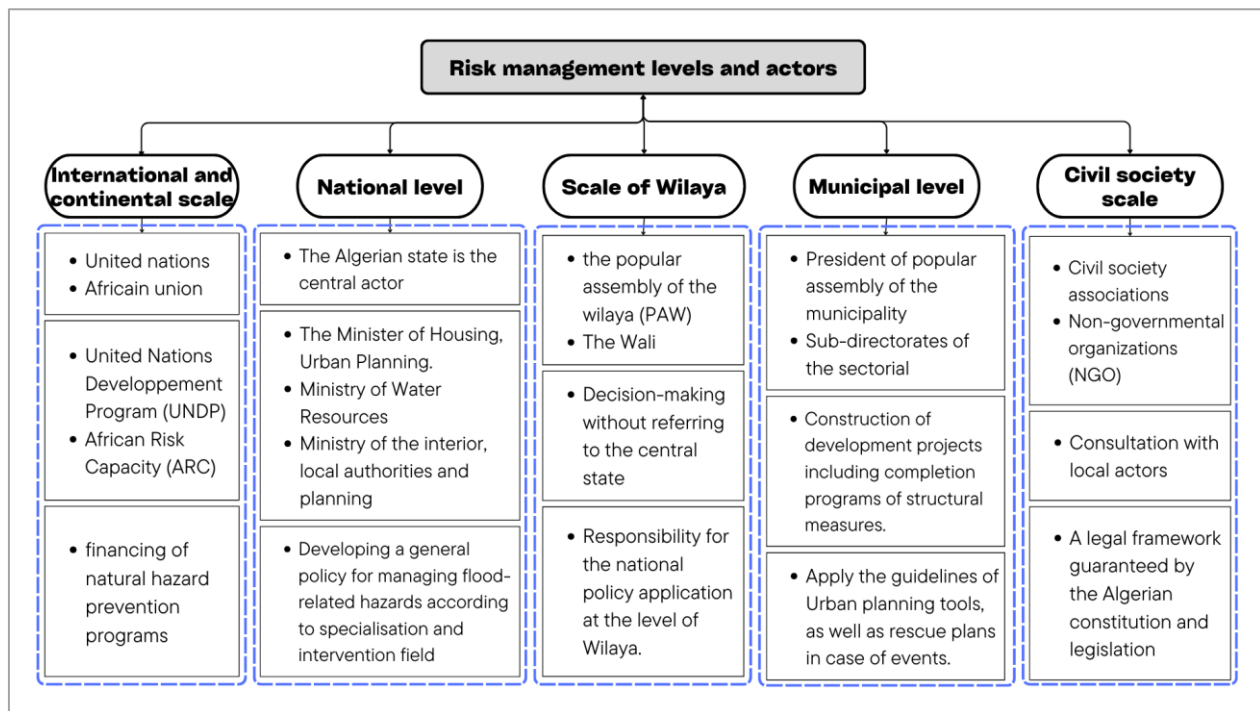 Risk management levels and actors
International and
continental scale
United nations
Africain union
United Nations
Developpement
Program (UNDP)
African Risk
Capacity (ARC)
financing of
natural hazard
prevention
programs
National level
The Algerian state is the
central actor
The Minister of Housing,
Urban Planning.
Ministry of Water
Resources
Ministry of the interior,
local authorities and
planning
Developing a general
policy for managing flood-
related hazards according
to specialisation and
intervention field
Scale of Wilaya
the popular
assembly of the
wilaya (PAW)
The Wali
Decision-making
without referring
to the central
state
Responsibility for
the national
policy application
at the level of
Wilaya.
Municipal level
President of popular
assembly of the
municipality
Sub-directorates of
the sectorial
Construction of
development projects
including completion
programs of structural
measures.
Apply the guidelines of
Urban planning tools,
as well as rescue plans
in case of events.
Civil society
scale
Civil society
associations
Non-governmental
organizations
(NGO)
Consultation with
local actors
A legal framework
guaranteed by
the Algerian
constitution and
legislation